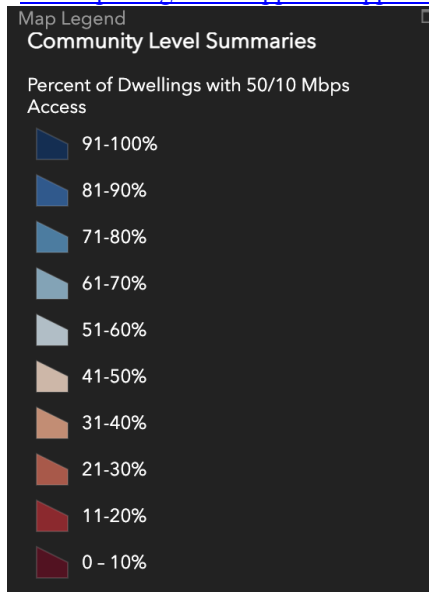 Map Legend
Community Level Summaries
Percent of Dwellings with 50/10 Mbps
Access
91-100%
81-90%
71-80%
61-70%
51-60%
41-50%
31-40%
21-30%
11-20%
0 – 10%